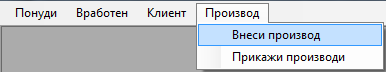 Понуди Вработен Клиент Производ
Внеси производ
Прикажи производи